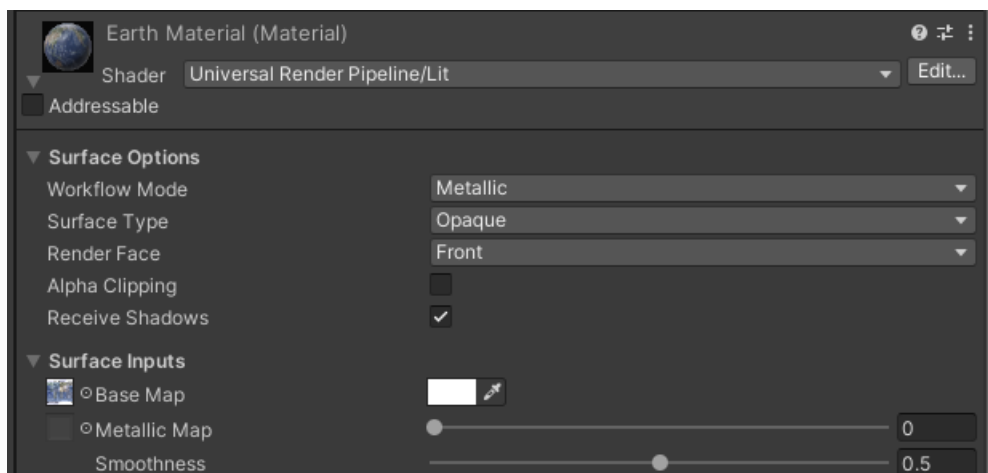 Earth Material (Material)
Shader Universal Render Pipeline/Lit Edit...
Addressable
Surface Options
Workflow Mode Metallic
Surface Type Opaque
Render Face Front
Alpha Clipping
Receive Shadows
Surface Inputs
Base Map
Metallic Map 0
Smoothness 0.5